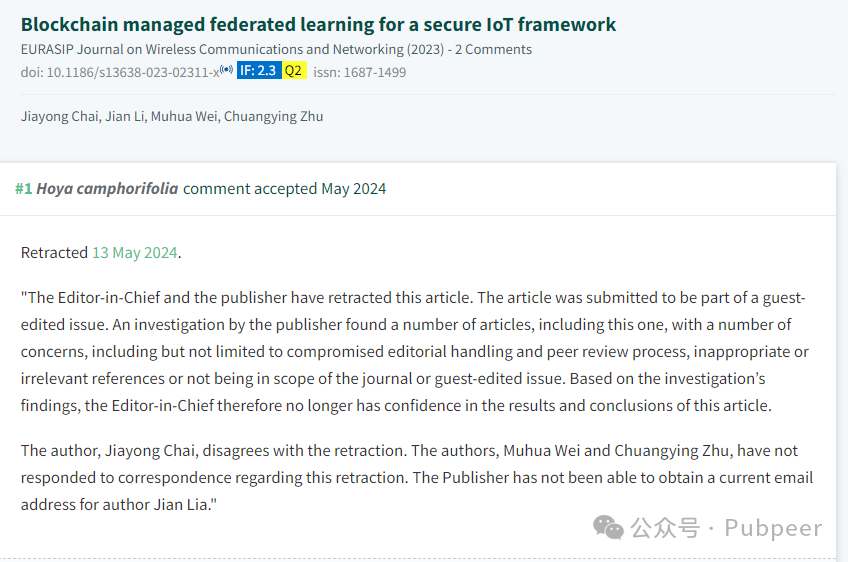 Blockchain managed federated learning for a secure IoT framework
EURASIP Journal on Wireless Communications and Networking (2023) - 2 Comments
doi: 10.1186/s13638-023-02311-x IF: 2.3 Q2 issn: 1687-1499
Jiayong Chai, Jian Li, Muhua Wei, Chuangying Zhu
#1 Hoya camphorifolia comment accepted May 2024
Retracted 13 May 2024.
"The Editor-in-Chief and the publisher have retracted this article. The article was submitted to be part of a guest-
edited issue. An investigation by the publisher found a number of articles, including this one, with a number of
concerns, including but not limited to compromised editorial handling and peer review process, inappropriate or
irrelevant references or not being in scope of the journal or guest-edited issue. Based on the investigation’s
findings, the Editor-in-Chief therefore no longer has confidence in the results and conclusions of this article.
The author, Jiayong Chai, disagrees with the retraction. The authors, Muhua Wei and Chuangying Zhu, have not
responded to correspondence regarding this retraction. The Publisher has not been able to obtain a current email
address for author Jian Lia."
公众号 · Pubpeer